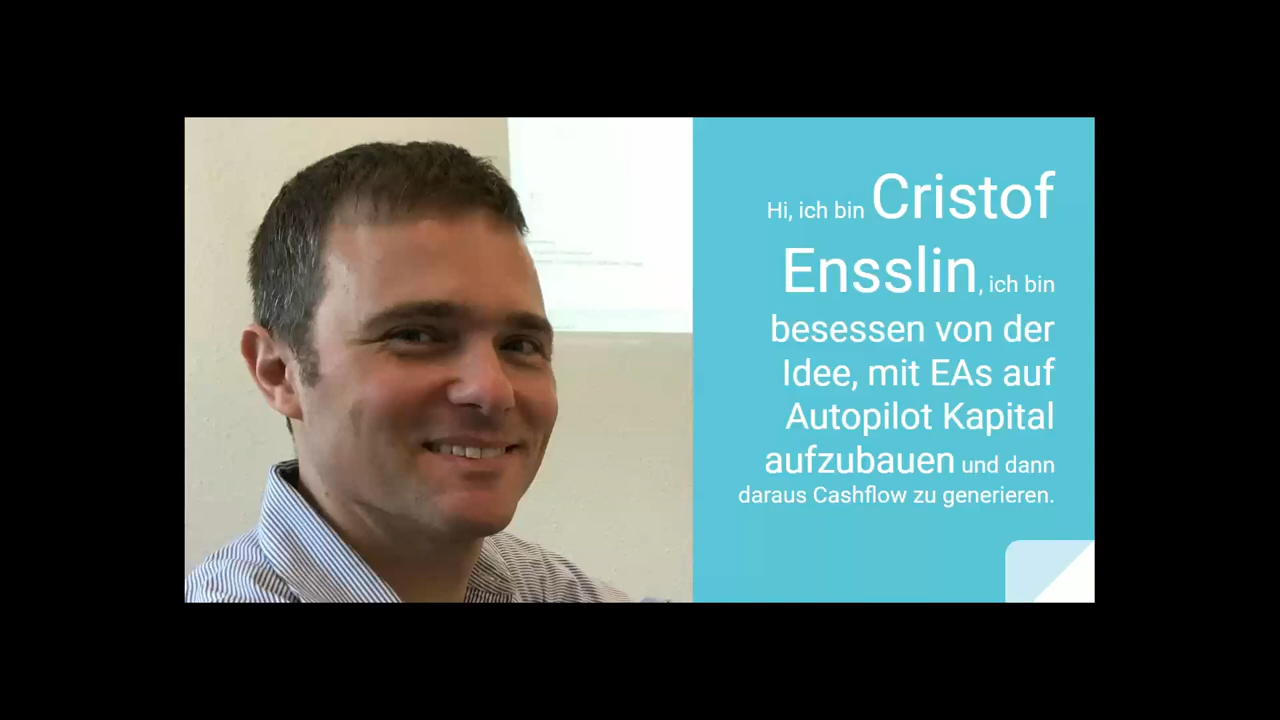 Hi, ich bin Cristof
Ensslin, ich bin
besessen von der
Idee, mit EAs auf
Autopilot Kapital
aufzubauen und dann
daraus Cashflow zu generieren.